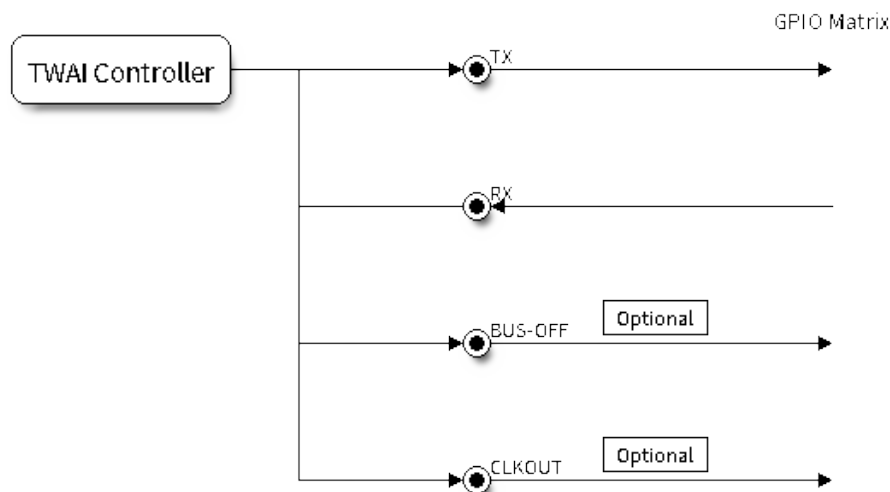 GPIO Matrix
TWAI Controller
TX
RX
BUS-OFF
Optional
CLKOUT
Optional